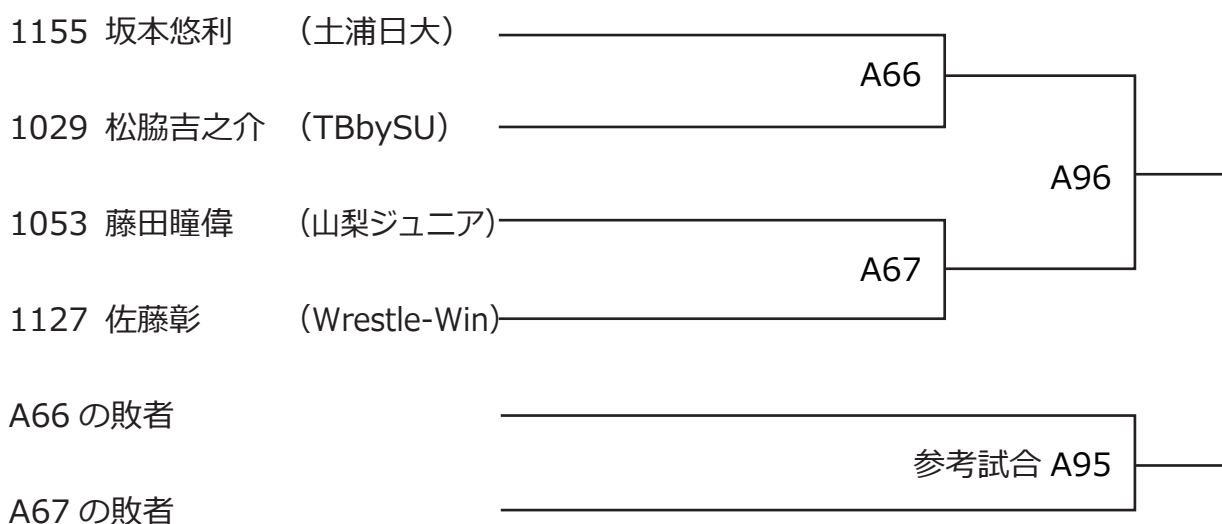 1155 坂本悠利 （土浦日大）
A66
1029 松脇吉之介 （TBbySU）
A96
1053 藤田瞳偉 （山梨ジュニア）
A67
1127 佐藤彰 （Wrestle-Win）
A66 の敗者
参考試合 A95
A67 の敗者